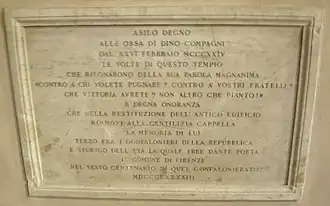 ASILO DEGNO
ALLE OSSA DI DINO COMPAGNI
DAL XXVI FEBBRAIO MCCCXXIV
LE VOLTE DI QUESTO TEMPIO
CHE RISONARONO DELLA SUA PAROLA MAGNANIMA
«CONTRO A CHI VOLETE PUGNARE? CONTRO A VOSTRI FRATELLI?
CHE VITTORIA AVRETE? NON ALTRO CHE PIANTO!»
E DEGNA ONORANZA
CHE NELLA RESTITUZIONE DELL'ANTICO EDIFICIO
RINNOVE ALLA GENTILIZIA CAPPELLA
LA MEMORIA DI LUI
TERZO FRA I GONFALONIERI DELLA REPUBBLICA
E STORICO DELL'ETÀ LA QUALE EBBE DANTE POETA
IL COMUNE DI FIRENZE
NEL SESTO CENTENARIO DI QUEL GONFALONIERATO